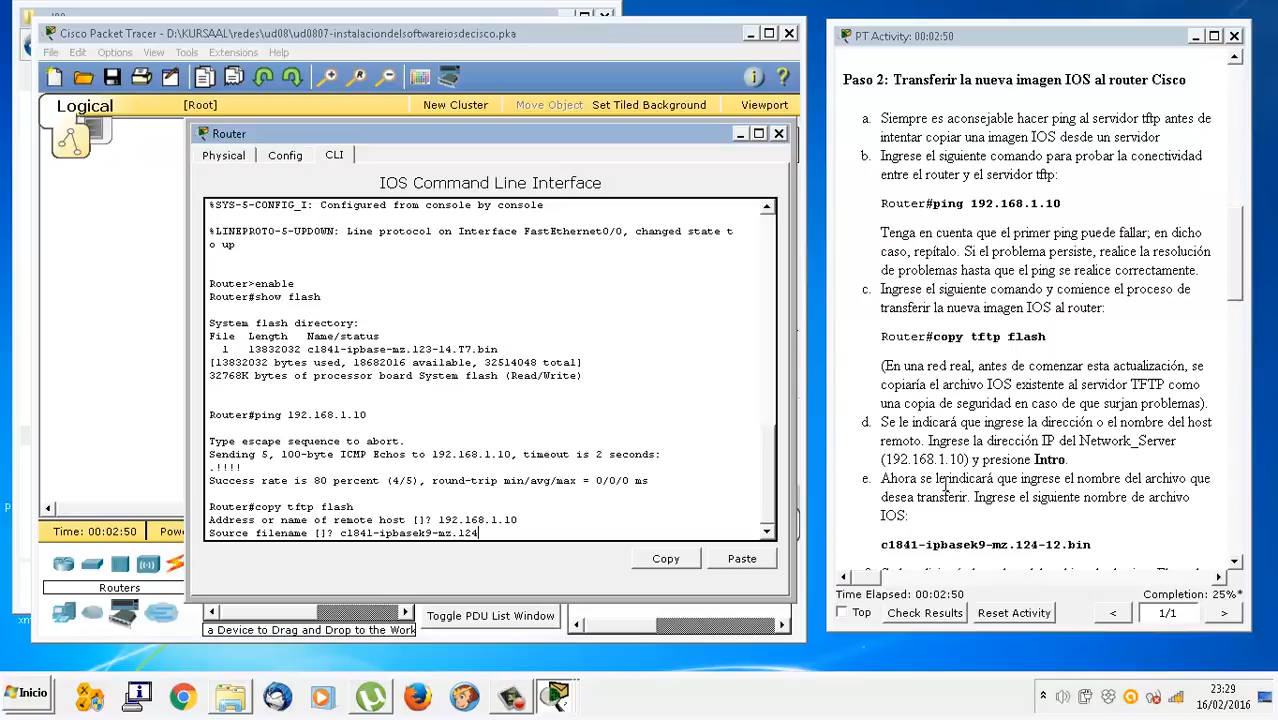 Cisco Packet Tracer - D:\KURSAAL\redes\ud08\ud0807-instalaciondelsoftwareiosdecisco.pka
File Edit Options View Tools Extensions Help
Logical
[Root]
New Cluster
Move Object
Set Tiled Background
Viewport
Router
Physical
Config
CLI
IOS Command Line Interface
%SYS-5-CONFIG_I: Configured from console by console
%LINEPROTO-5-UPDOWN: Line protocol on Interface FastEthernet0/0, changed state t
o up
Router>enable
Router#show flash
System flash directory:
File Length Name/status
1 13832032 c1841-ipbase-mz.123-14.T7.bin
[13832032 bytes used, 18682016 available, 32514048 total]
32768K bytes of processor board System flash (Read/Write)
Router#ping 192.168.1.10
Type escape sequence to abort.
Sending 5, 100-byte ICMP Echos to 192.168.1.10, timeout is 2 seconds:
.!!!!
Success rate is 80 percent (4/5), round-trip min/avg/max = 0/0/0 ms
Router#copy tftp flash
Address or name of remote host []? 192.168.1.10
Source filename []? c1841-ipbasek9-mz.124
Copy
Paste
Time: 00:02:50
Routers
Toggle PDU List Window
a Device to Drag and Drop to the Work
PT Activity: 00:02:50
Paso 2: Transferir la nueva imagen IOS al router Cisco
a. Siempre es aconsejable hacer ping al servidor tftp antes de
intentar copiar una imagen IOS desde un servidor
b. Ingrese el siguiente comando para probar la conectividad
entre el router y el servidor tftp:
Router#ping 192.168.1.10
Tenga en cuenta que el primer ping puede fallar; en dicho
caso, repítalo. Si el problema persiste, realice la resolución
de problemas hasta que el ping se realice correctamente.
c. Ingrese el siguiente comando y comience el proceso de
transferir la nueva imagen IOS al router:
Router#copy tftp flash
(En una red real, antes de comenzar esta actualización, se
copiaría el archivo IOS existente al servidor TFTP como
una copia de seguridad en caso de que surjan problemas).
d. Se le indicará que ingrese la dirección o el nombre del host
remoto. Ingrese la dirección IP del Network_Server
(192.168.1.10) y presione Intro.
e. Ahora se le indicará que ingrese el nombre del archivo que
desea transferir. Ingrese el siguiente nombre de archivo
IOS:
c1841-ipbasek9-mz.124-12.bin
Time Elapsed: 00:02:50
Completion: 25%*
Top
Check Results
Reset Activity
<
1/1
>
Inicio
23:29
16/02/2016